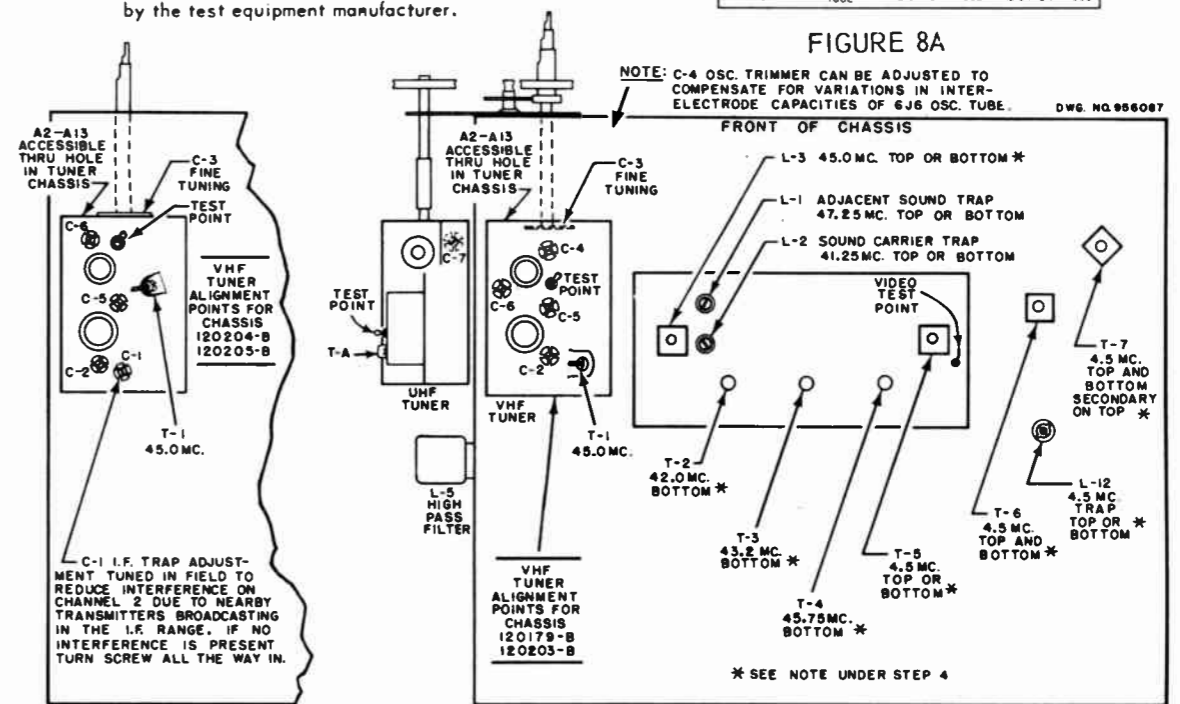 by the test equipment manufacturer.
FIGURE 8A
NOTE: C-4 OSC. TRIMMER CAN BE ADJUSTED TO
COMPENSATE FOR VARIATIONS IN INTER-
ELECTRODE CAPACITIES OF 6J6 OSC. TUBE.
DWG. NO. 956087
FRONT OF CHASSIS
A2-A13
ACCESSIBLE
THRU HOLE
IN TUNER
CHASSIS
C-3
FINE
TUNING
TEST
POINT
C-6
C-5
C-2
C-1
VHF
TUNER
ALIGNMENT
POINTS FOR
CHASSIS
120204-B
120205-B
T-1
45.0MC.
C-1 I.F. TRAP ADJUST-
MENT TUNED IN FIELD TO
REDUCE INTERFERENCE ON
CHANNEL 2 DUE TO NEARBY
TRANSMITTERS BROADCASTING
IN THE I.F. RANGE. IF NO
INTERFERENCE IS PRESENT
TURN SCREW ALL THE WAY IN.
C-7
TEST
POINT
T-A
UHF
TUNER
L-5
HIGH
PASS
FILTER
A2-A13
ACCESSIBLE
THRU HOLE
IN TUNER
CHASSIS
C-3
FINE
TUNING
C-4
TEST
POINT
C-6
C-5
C-2
VHF
TUNER
T-1
45.0MC.
VHF
TUNER
ALIGNMENT
POINTS FOR
CHASSIS
120179-B
120203-B
L-3 45.0 MC. TOP OR BOTTOM *
L-1 ADJACENT SOUND TRAP
47.25 MC. TOP OR BOTTOM
L-2 SOUND CARRIER TRAP
41.25MC. TOP OR BOTTOM
VIDEO
TEST
POINT
T-2
42.0MC.
BOTTOM *
T-3
43.2 MC.
BOTTOM *
T-4
45.75MC.
BOTTOM *
T-5
4.5 MC.
TOP OR
BOTTOM *
T-6
4.5 MC.
TOP AND
BOTTOM *
T-7
4.5 MC.
TOP AND
BOTTOM
SECONDARY
ON TOP *
L-12
4.5 MC.
TRAP
TOP OR
BOTTOM *
* SEE NOTE UNDER STEP 4